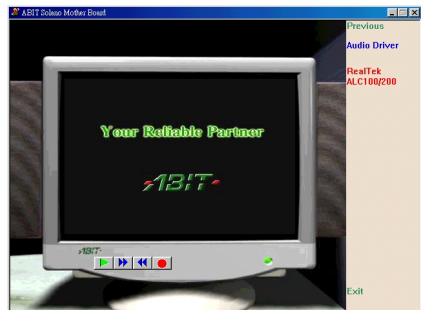 ABIT Solano Mother Board
Previous
Audio Driver
RealTek
ALC100/200
Your Reliable Partner
ABIT
ABIT
Exit